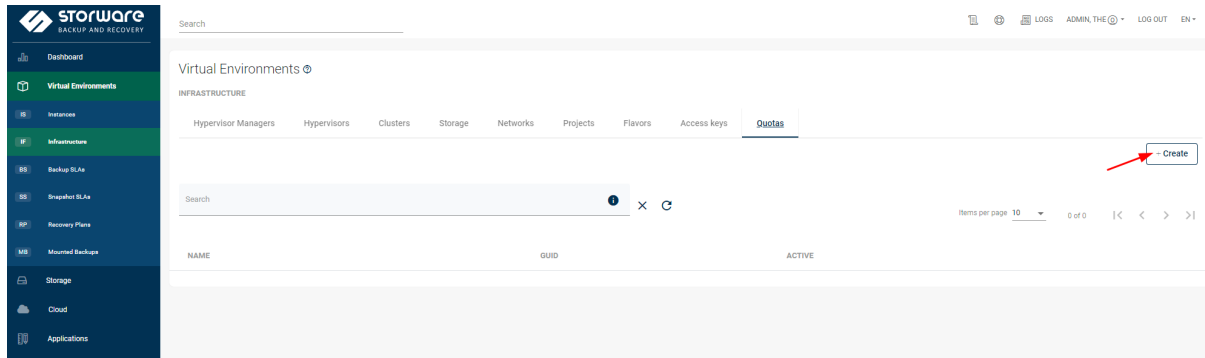 STORWARE
BACKUP AND RECOVERY
Search
LOGS
ADMIN, THE
LOG OUT
EN
Dashboard
Virtual Environments
IS Instances
IF Infrastructure
BS Backup SLAs
SS Snapshot SLAs
RP Recovery Plans
MB Mounted Backups
Storage
Cloud
Applications
Virtual Environments
INFRASTRUCTURE
Hypervisor Managers Hypervisors Clusters Storage Networks Projects Flavors Access keys Quotas
+ Create
Search
Items per page 10 0 of 0
NAME GUID ACTIVE